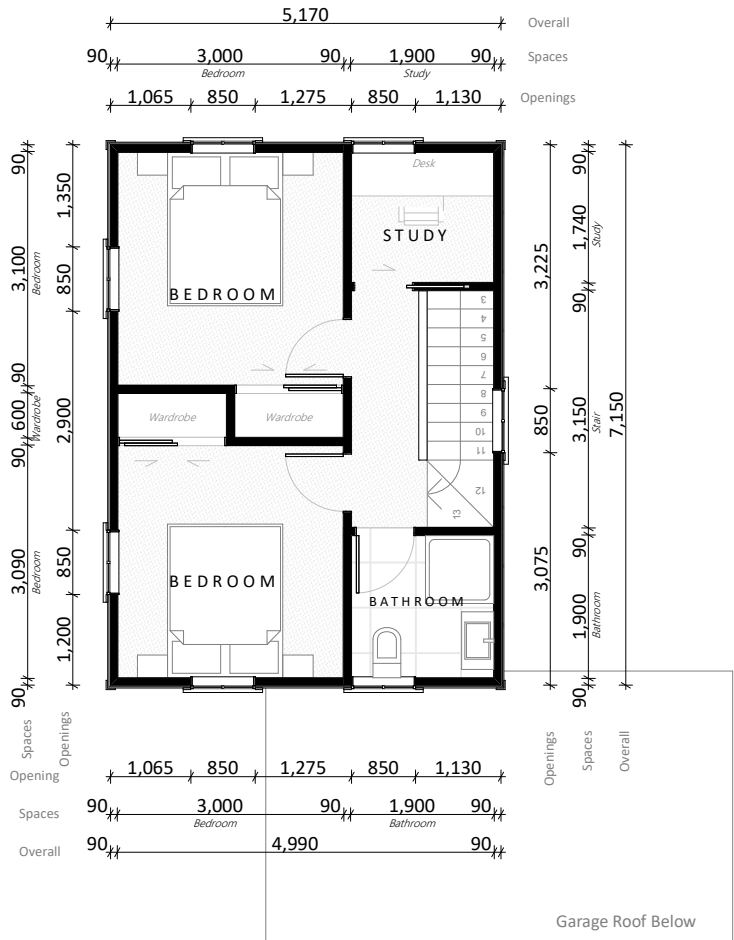 5,170 Overall
90 3,000 90 1,900 90 Spaces
Bedroom Study
1,065 850 1,275 850 1,130 Openings
90 3,100 Bedroom 90 600 Wardrobe 90 3,090 Bedroom 90 Spaces
1,350 850 2,900 850 1,200 Openings
Desk
STUDY
BEDROOM
3
4
5
6
7
8
9
10
11
12
13
Wardrobe Wardrobe
BEDROOM
BATHROOM
3,225 850 3,075 Openings
90 1,740 Study 90 3,150 Stair 90 1,900 Bathroom 90 Spaces
7,150 Overall
Opening 1,065 850 1,275 850 1,130
Spaces 90 3,000 90 1,900 90
Bedroom Bathroom
Overall 90 4,990 90
Garage Roof Below